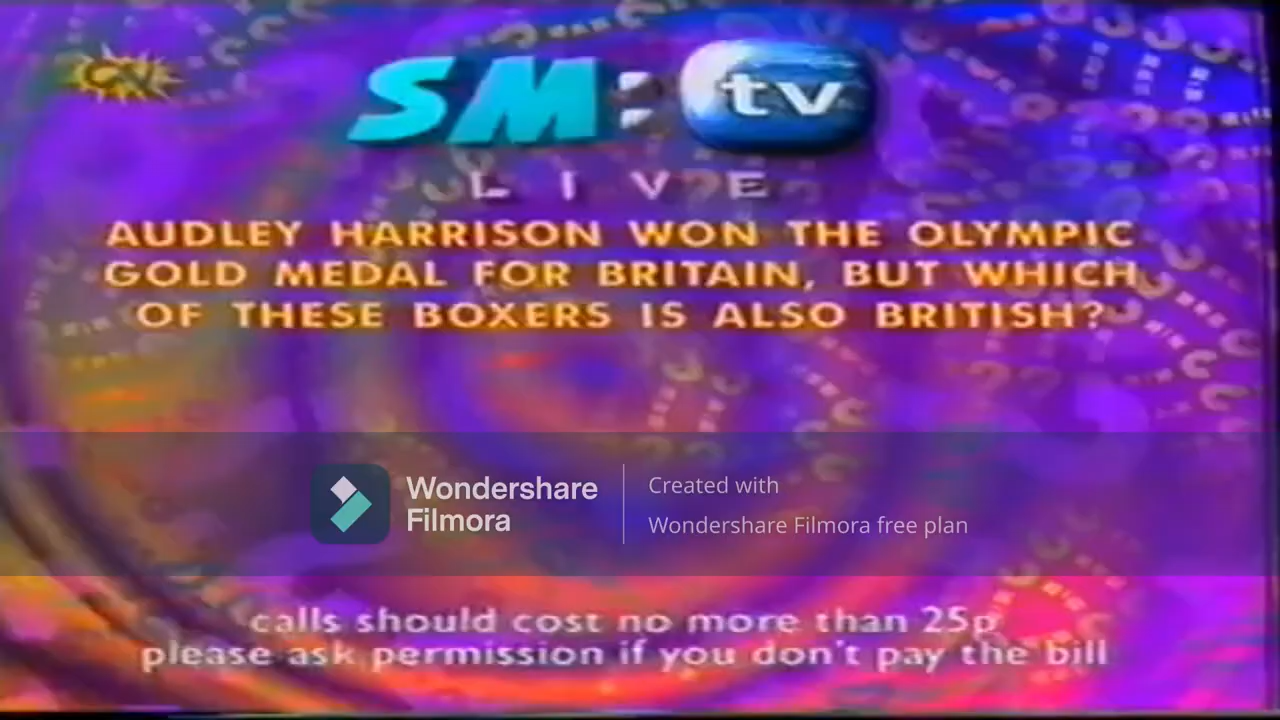 CiTV
SM:tv
LIVE
AUDLEY HARRISON WON THE OLYMPIC
GOLD MEDAL FOR BRITAIN, BUT WHICH
OF THESE BOXERS IS ALSO BRITISH?
Wondershare
Filmora
Created with
Wondershare Filmora free plan
calls should cost no more than 25p
please ask permission if you don't pay the bill